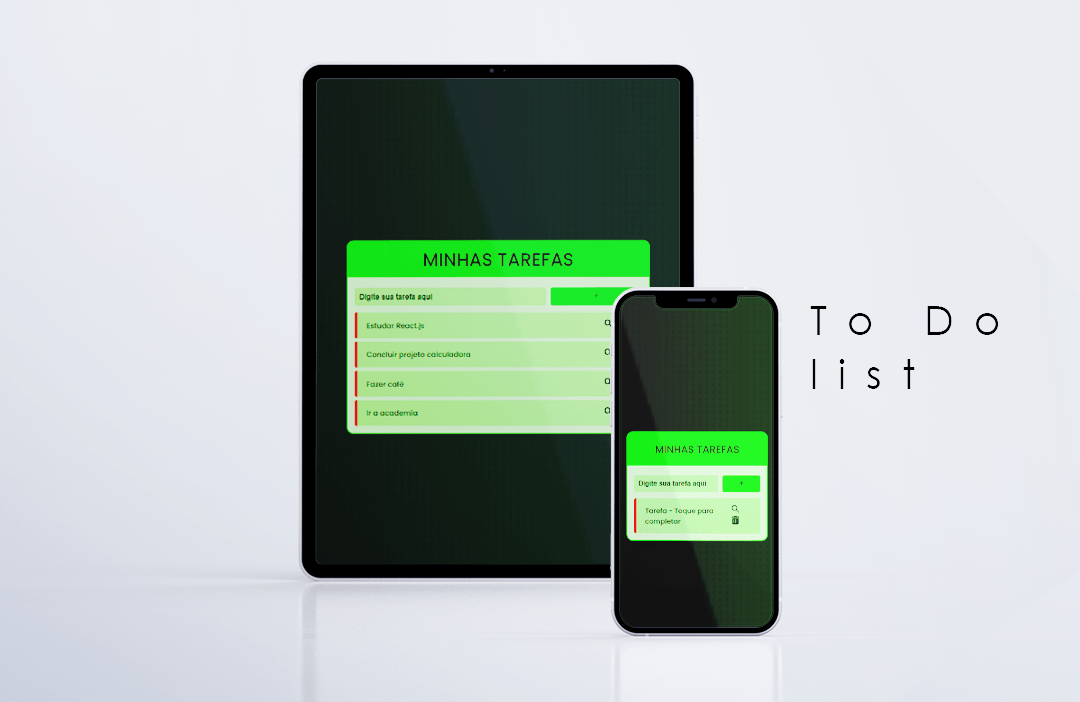 MINHAS TAREFAS
Digite sua tarefa aqui
+
Estudar React.js
Concluir projeto calculadora
Fazer café
Ir a academia
MINHAS TAREFAS
Digite sua tarefa aqui
+
Tarefa - Toque para
completar
To Do
list